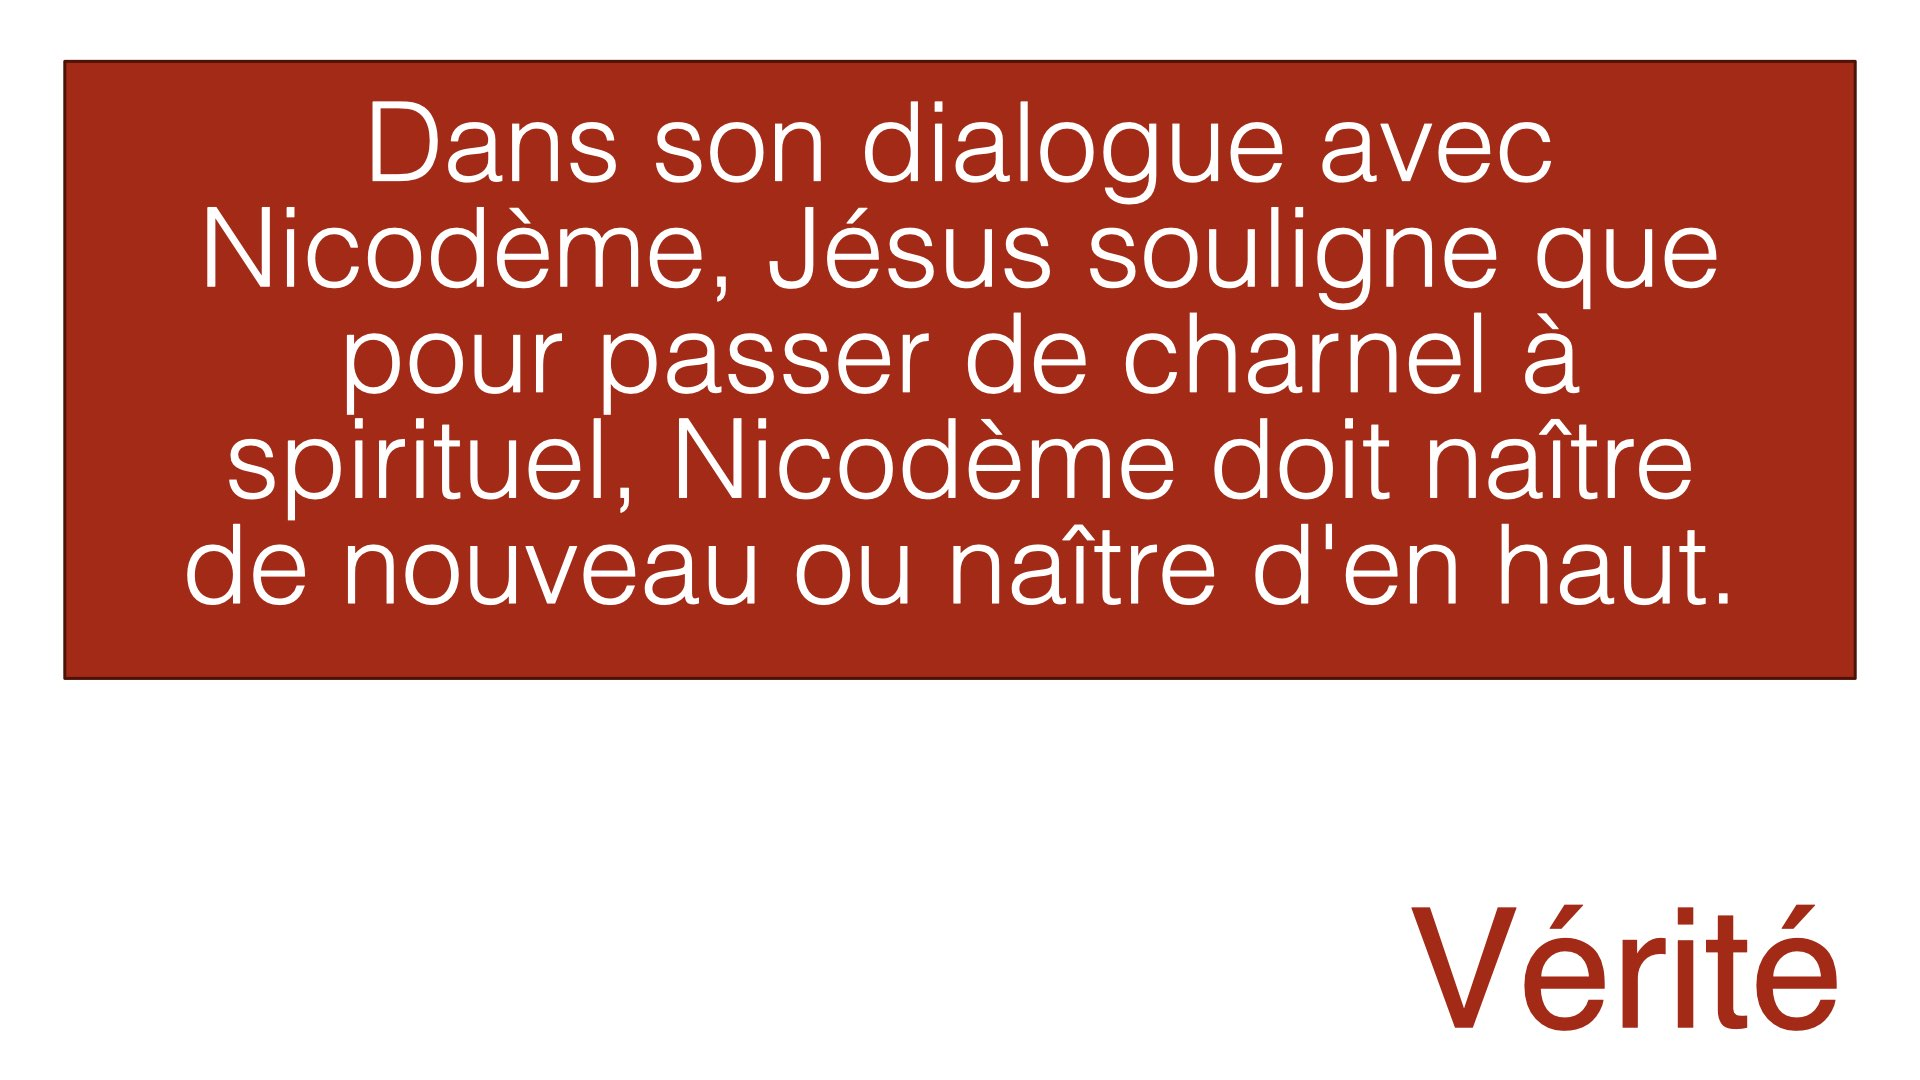 Dans son dialogue avec
Nicodème, Jésus souligne que
pour passer de charnel à
spirituel, Nicodème doit naître
de nouveau ou naître d'en haut.
Vérité